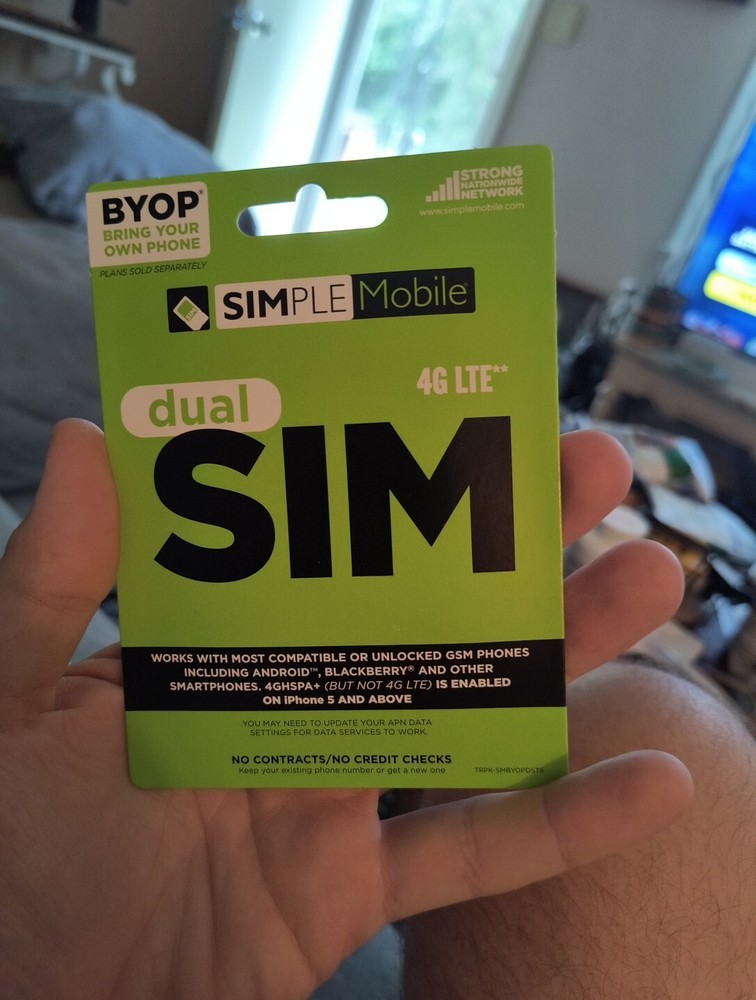 BYOP®
BRING YOUR
OWN PHONE
PLANS SOLD SEPARATELY
STRONG
NATIONWIDE
NETWORK
www.simplemobile.com
SIMPLE Mobile
4G LTE**
dual
SIM
WORKS WITH MOST COMPATIBLE OR UNLOCKED GSM PHONES
INCLUDING ANDROID™, BLACKBERRY® AND OTHER
SMARTPHONES. 4GHSPA+ (BUT NOT 4G LTE) IS ENABLED
ON iPhone 5 AND ABOVE
YOU MAY NEED TO UPDATE YOUR APN DATA
SETTINGS FOR DATA SERVICES TO WORK.
NO CONTRACTS/NO CREDIT CHECKS
Keep your existing phone number or get a new one